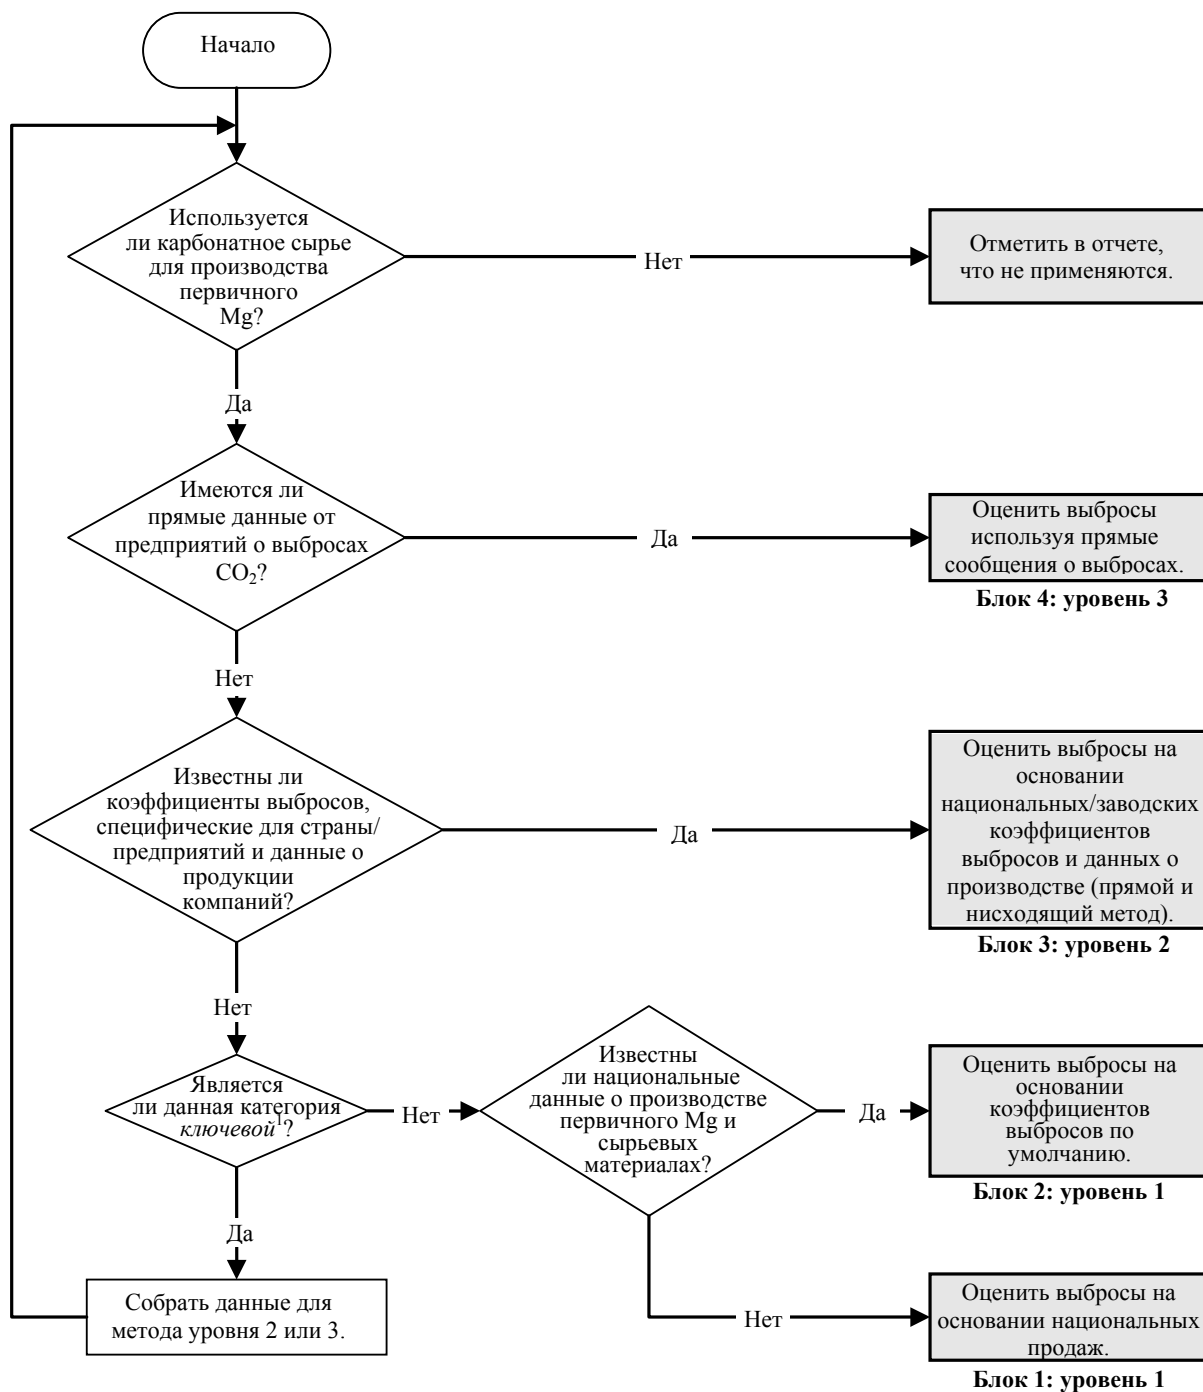 Начало
Используется
ли карбонатное сырье
для производства
первичного
Mg?
Нет
Отметить в отчете,
что не применяются.
Да
Имеются ли
прямые данные от
предприятий о выбросах
CO₂?
Да
Оценить выбросы
используя прямые
сообщения о выбросах.
Блок 4: уровень 3
Нет
Известны ли
коэффициенты выбросов,
специфические для страны/
предприятий и данные о
продукции
компаний?
Да
Оценить выбросы на
основании
национальных/заводских
коэффициентов
выбросов и данных о
производстве (прямой и
нисходящий метод).
Блок 3: уровень 2
Нет
Является
ли данная категория
ключевой¹?
Нет
Известны
ли национальные
данные о производстве
первичного Mg и
сырьевых
материалах?
Да
Оценить выбросы на
основании
коэффициентов
выбросов по
умолчанию.
Блок 2: уровень 1
Да
Собрать данные для
метода уровня 2 или 3.
Нет
Оценить выбросы на
основании национальных
продаж.
Блок 1: уровень 1